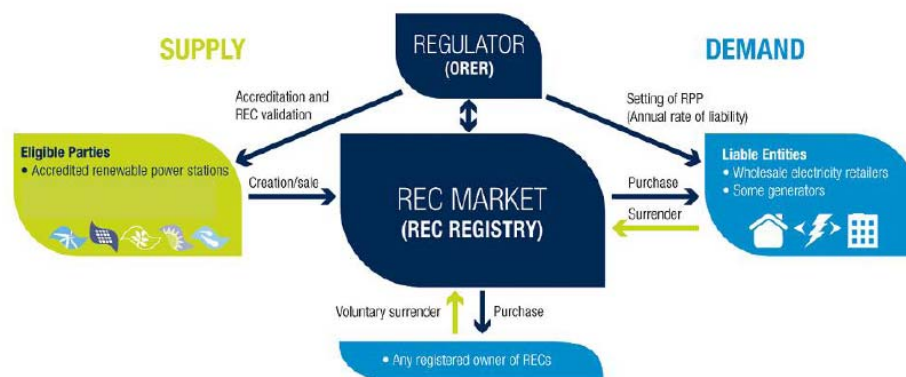 SUPPLY
REGULATOR
(ORER)
DEMAND
Accreditation and
REC validation
Setting of RPP
(Annual rate of liability)
Eligible Parties
• Accredited renewable power stations
Creation/sale
REC MARKET
(REC REGISTRY)
Purchase
Surrender
Liable Entities
• Wholesale electricity retailers
• Some generators
Voluntary surrender
Purchase
• Any registered owner of RECs